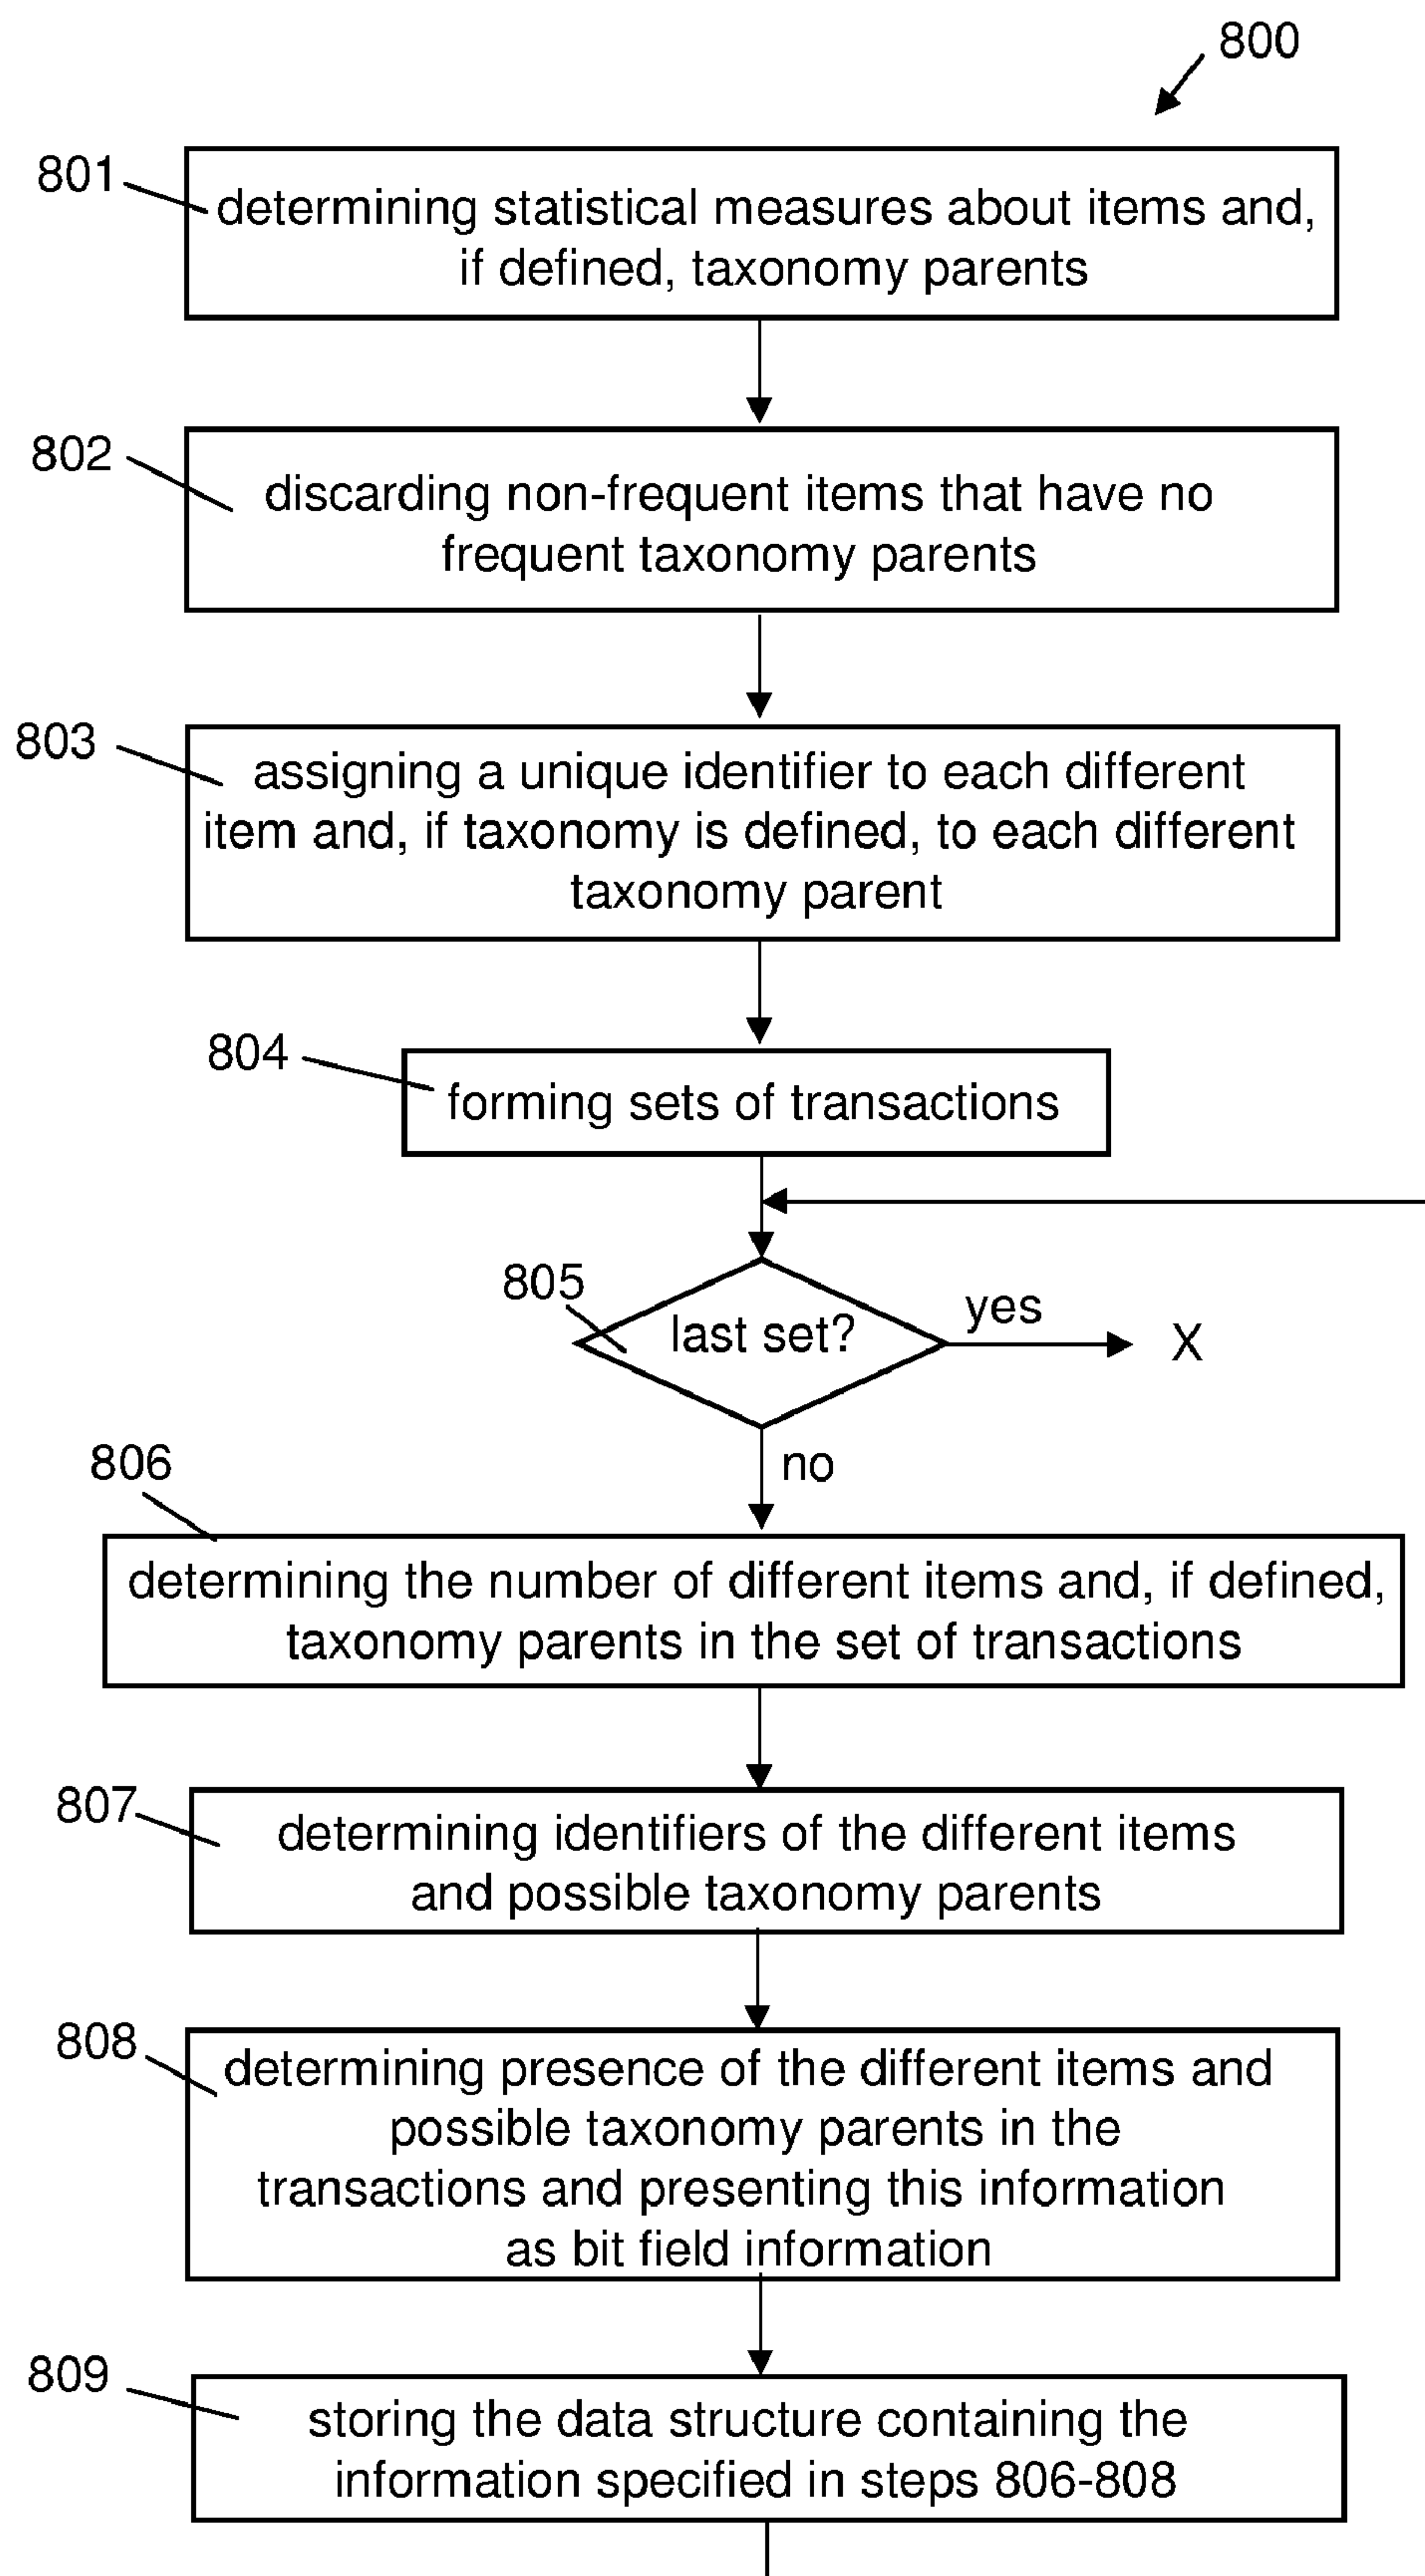 800
801
determining statistical measures about items and,
if defined, taxonomy parents
802
discarding non-frequent items that have no
frequent taxonomy parents
803
assigning a unique identifier to each different
item and, if taxonomy is defined, to each different
taxonomy parent
804
forming sets of transactions
805
last set?
yes
X
no
806
determining the number of different items and, if defined,
taxonomy parents in the set of transactions
807
determining identifiers of the different items
and possible taxonomy parents
808
determining presence of the different items and
possible taxonomy parents in the
transactions and presenting this information
as bit field information
809
storing the data structure containing the
information specified in steps 806-808